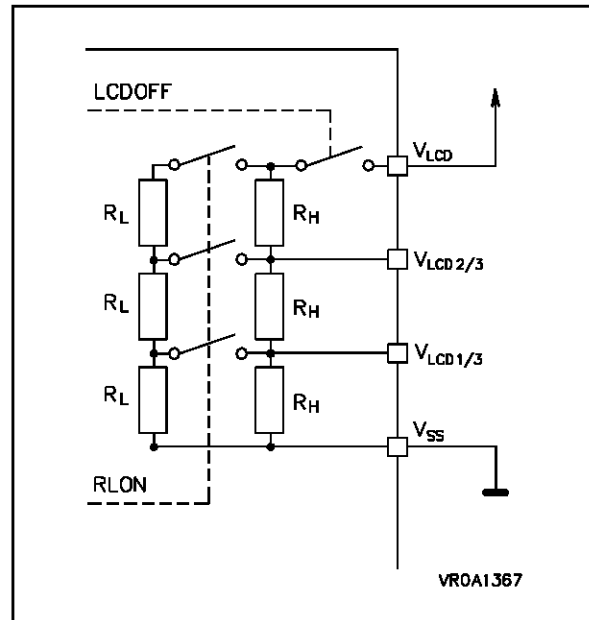 LCDOFF
VLCD
RL
RH
VLCD 2/3
RL
RH
VLCD 1/3
RL
RH
VSS
RLON
VR0A1367